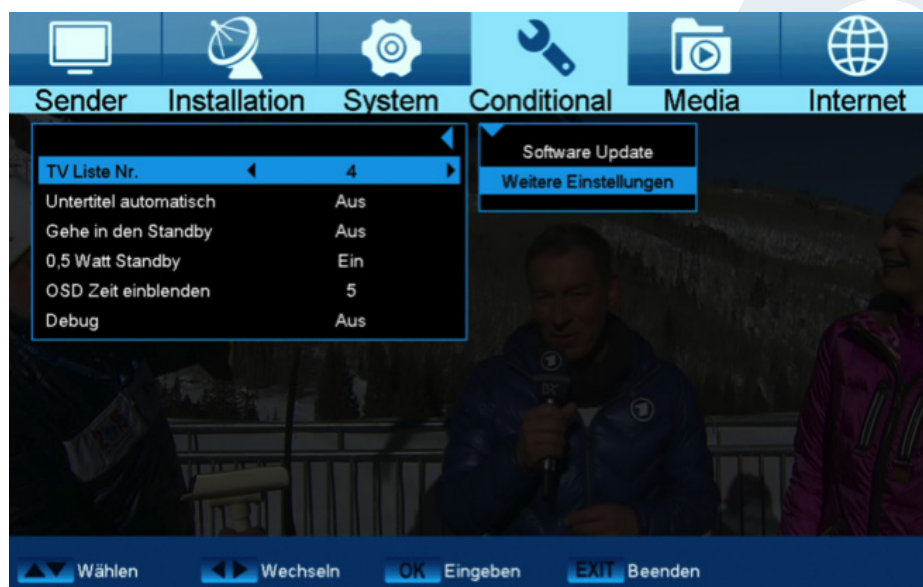 Sender Installation System Conditional Media Internet
TV Liste Nr. 4
Untertitel automatisch Aus
Gehe in den Standby Aus
0,5 Watt Standby Ein
OSD Zeit einblenden 5
Debug Aus
Software Update
Weitere Einstellungen
Wählen Wechseln OK Eingeben EXIT Beenden